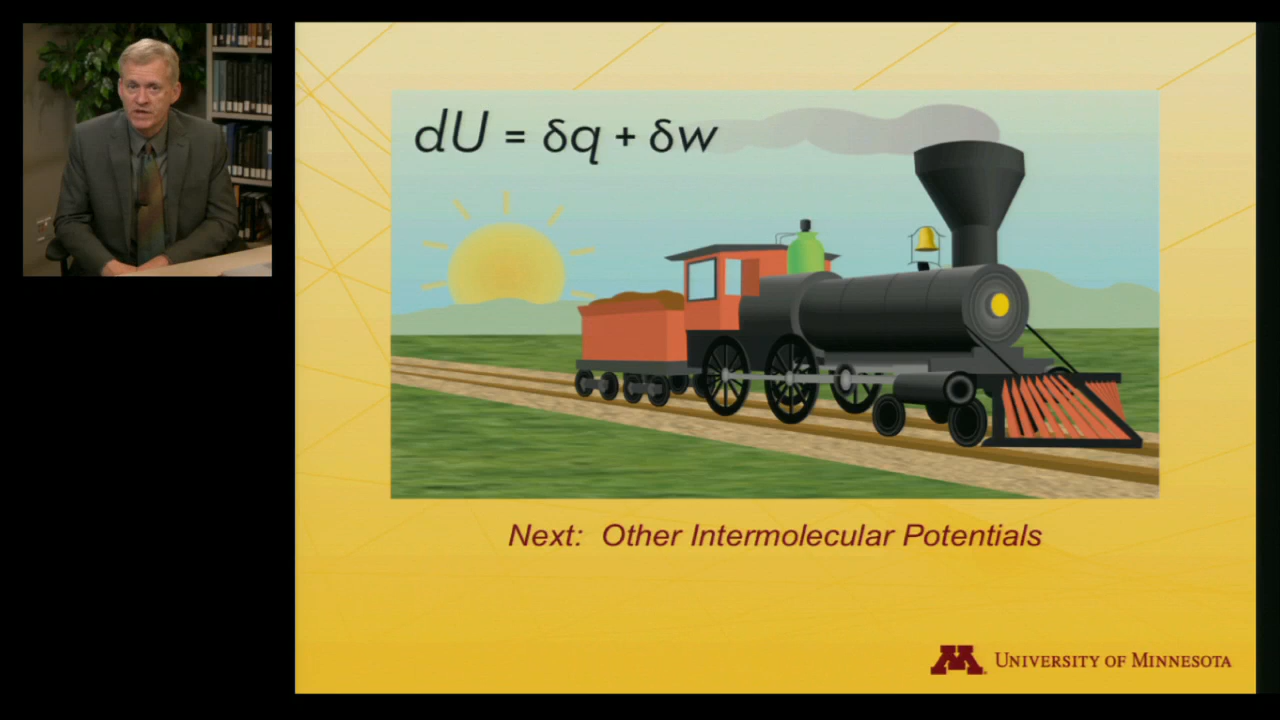 dU = δq + δw
Next: Other Intermolecular Potentials
UNIVERSITY OF MINNESOTA